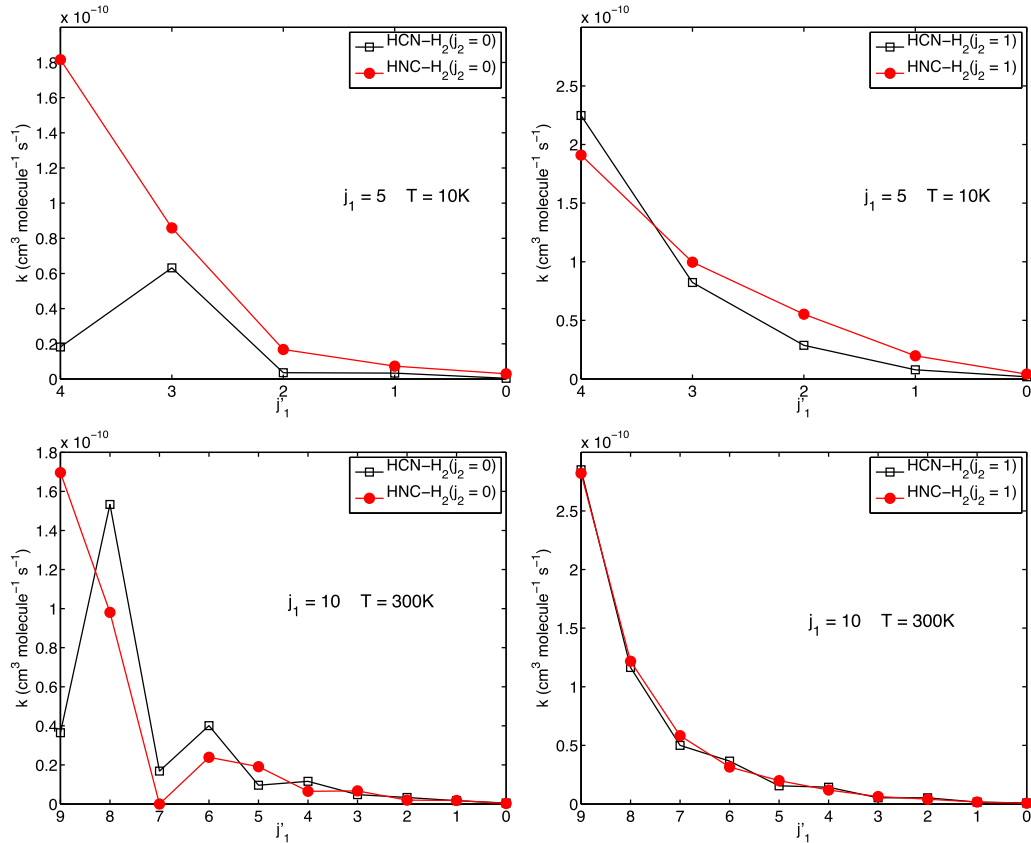 x 10⁻¹⁰
HCN−H₂(j₂ = 0)
HNC−H₂(j₂ = 0)
1.8
1.6
1.4
1.2
1
0.8
0.6
0.4
0.2
0
k (cm³ molecule⁻¹ s⁻¹)
j₁ = 5 T = 10K
4 3 2 1 0
j'₁
x 10⁻¹⁰
HCN−H₂(j₂ = 1)
HNC−H₂(j₂ = 1)
2.5
2
1.5
1
0.5
0
k (cm³ molecule⁻¹ s⁻¹)
j₁ = 5 T = 10K
4 3 2 1 0
j'₁
x 10⁻¹⁰
HCN−H₂(j₂ = 0)
HNC−H₂(j₂ = 0)
1.8
1.6
1.4
1.2
1
0.8
0.6
0.4
0.2
0
k (cm³ molecule⁻¹ s⁻¹)
j₁ = 10 T = 300K
9 8 7 6 5 4 3 2 1 0
j'₁
x 10⁻¹⁰
HCN−H₂(j₂ = 1)
HNC−H₂(j₂ = 1)
2.5
2
1.5
1
0.5
0
k (cm³ molecule⁻¹ s⁻¹)
j₁ = 10 T = 300K
9 8 7 6 5 4 3 2 1 0
j'₁